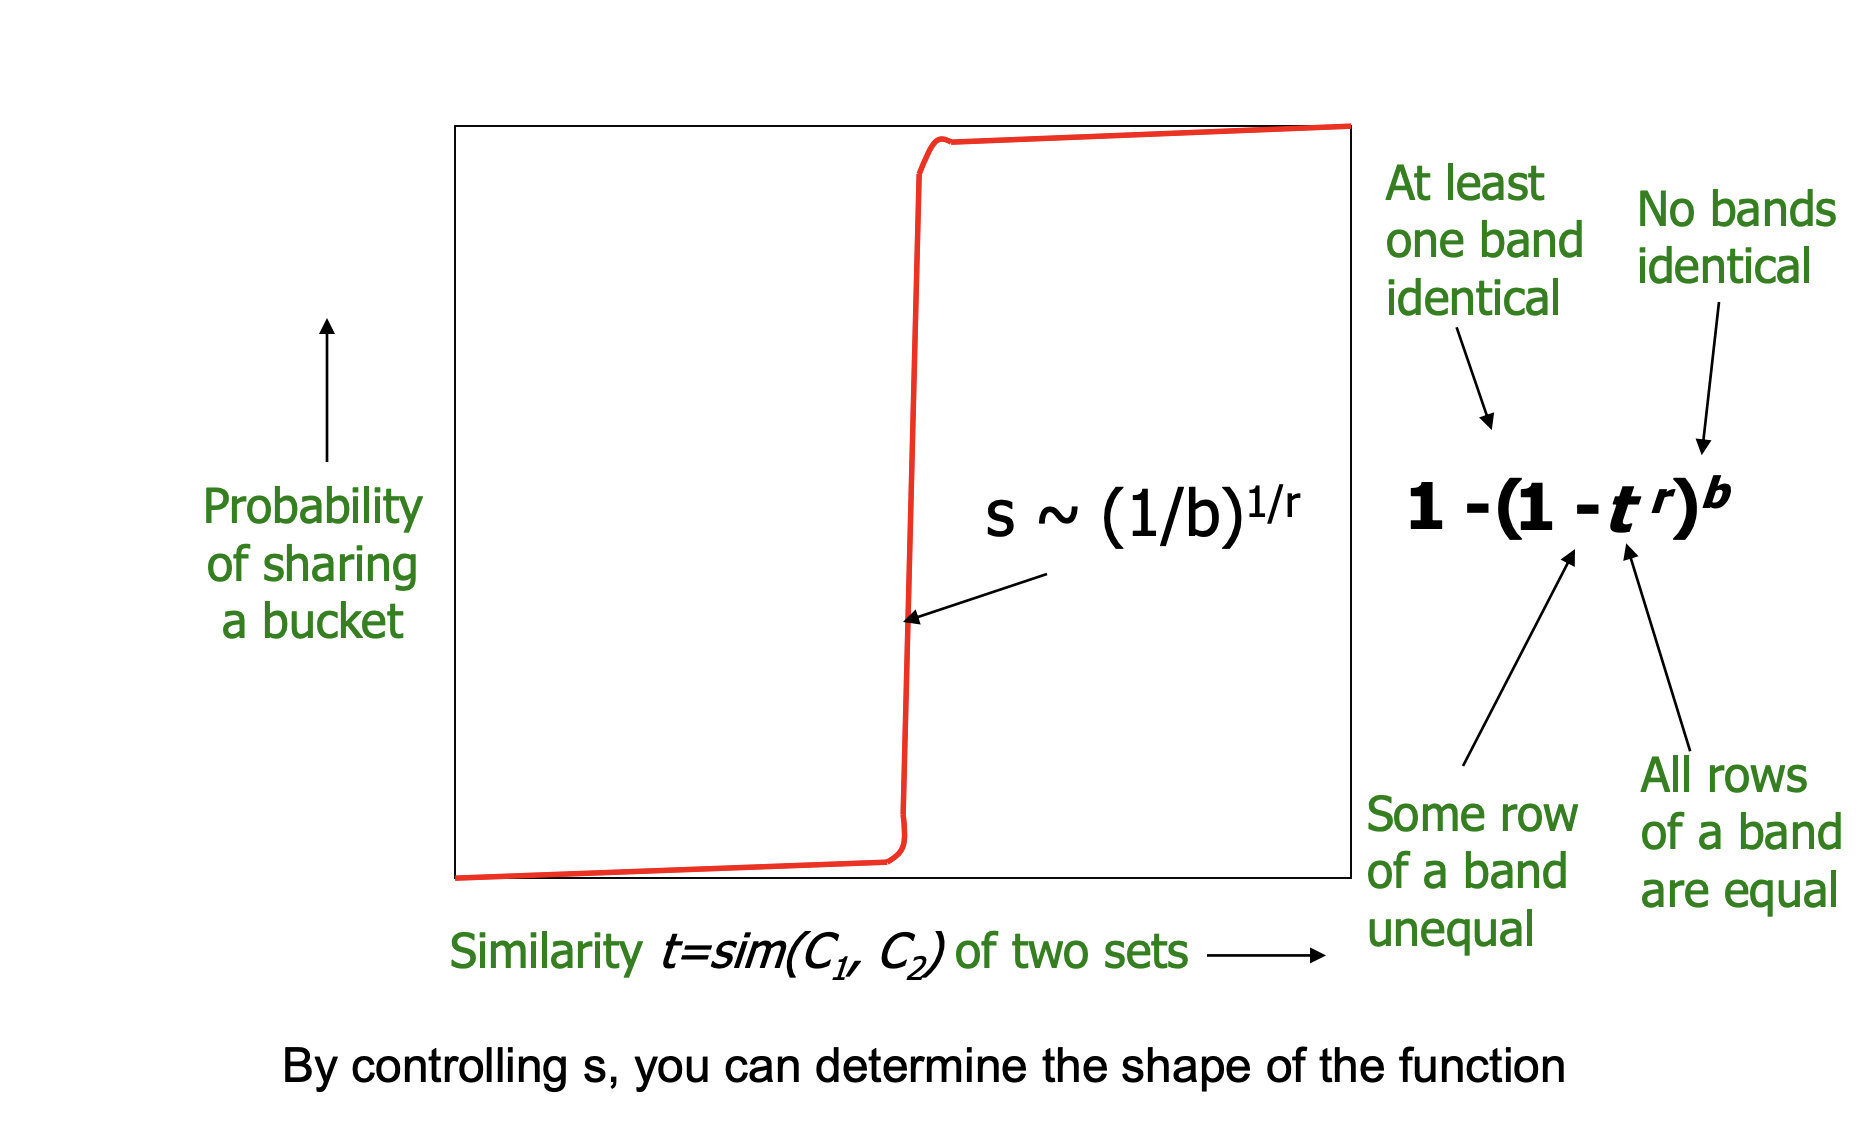 At least
one band
identical
No bands
identical
Probability
of sharing
a bucket
s ~ (1/b)^1/r
1 -(1 -t ^r)^b
Some row
of a band
unequal
All rows
of a band
are equal
Similarity t=sim(C₁, C₂) of two sets
By controlling s, you can determine the shape of the function